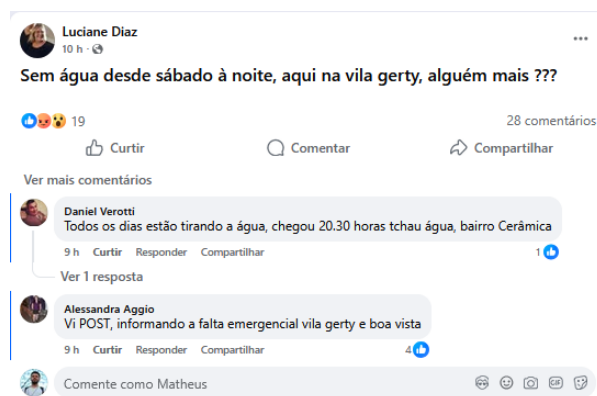 Luciane Diaz
10 h ·
Sem água desde sábado à noite, aqui na vila gerty, alguém mais ???
19
28 comentários
Curtir
Comentar
Compartilhar
Ver mais comentários
Daniel Verotti
Todos os dias estão tirando a água, chegou 20.30 horas tchau água, bairro Cerâmica
9 h Curtir Responder Compartilhar 1
Ver 1 resposta
Alessandra Aggio
Vi POST, informando a falta emergencial vila gerty e boa vista
9 h Curtir Responder Compartilhar 4
Comente como Matheus
GIF